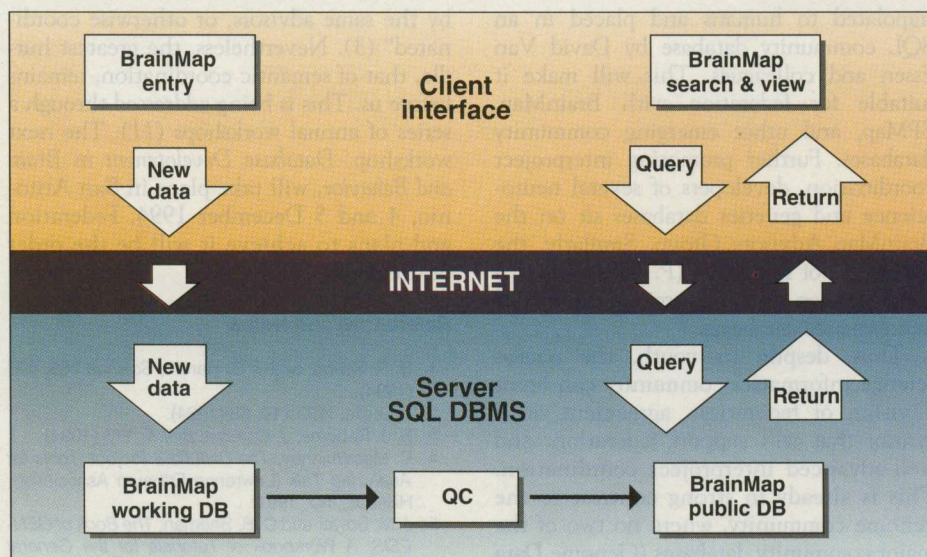 BrainMap
entry
Client
interface
BrainMap
search & view
New
data
Query
Return
INTERNET
New
data
Query
Return
Server
SQL DBMS
BrainMap
working DB
QC
BrainMap
public DB